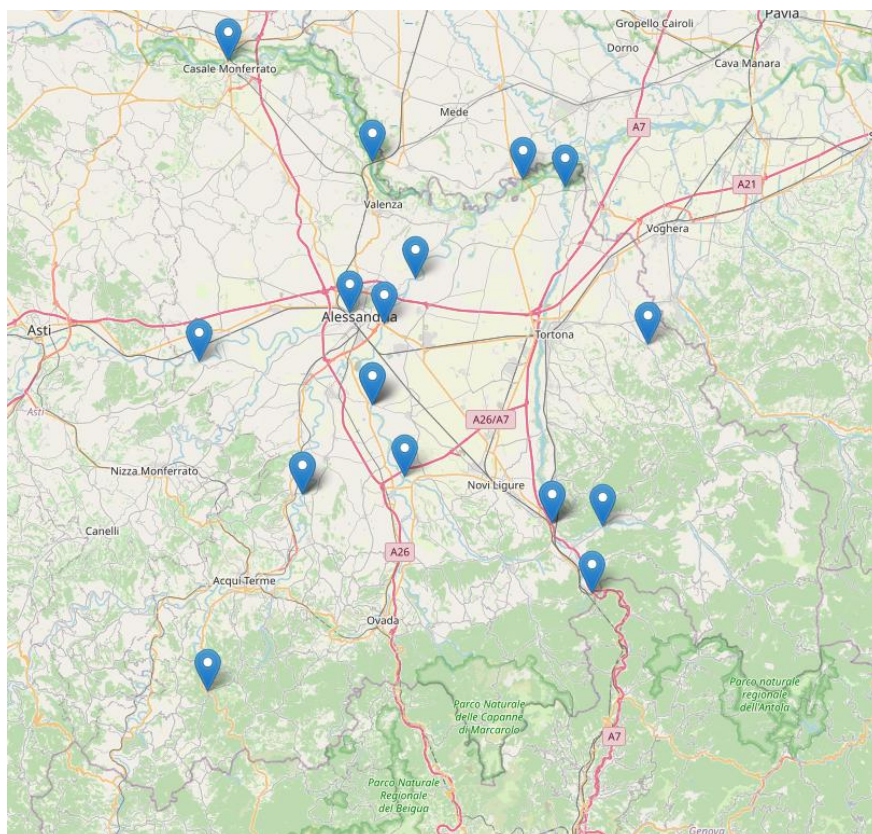 Gropello Cairoli
Pavia
Dorno
Cava Manara
Casale Monferrato
Mede
A7
A21
Valenza
Voghera
Asti
Alessandria
Tortona
Asti
A26/A7
Nizza Monferrato
Novi Ligure
Canelli
A26
Acqui Terme
Ovada
Parco Naturale
delle Capanne
di Marcarolo
Parco naturale
regionale
dell'Antola
A7
Parco Naturale
Regionale
del Beigua
Genova